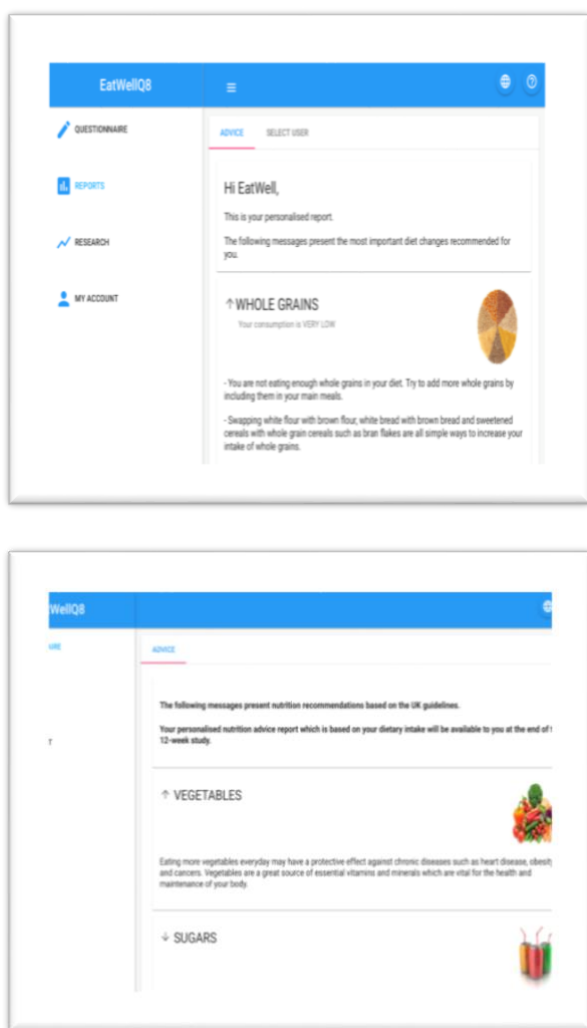 EatWellQ8
QUESTIONNAIRE
REPORTS
RESEARCH
MY ACCOUNT
ADVICE SELECT USER
Hi EatWell,
This is your personalised report.
The following messages present the most important diet changes recommended for
you.
↑WHOLE GRAINS
Your consumption is VERY LOW
- You are not eating enough whole grains in your diet. Try to add more whole grains by
including them in your main meals.
- Swapping white flour with brown flour, white bread with brown bread and sweetened
cereals with whole grain cereals such as bran flakes are all simple ways to increase your
intake of whole grains.
WellQ8
ADVICE
The following messages present nutrition recommendations based on the UK guidelines.
Your personalised nutrition advice report which is based on your dietary intake will be available to you at the end of t
12-week study.
↑ VEGETABLES
Eating more vegetables everyday may have a protective effect against chronic diseases such as heart disease, obesity
and cancers. Vegetables are a great source of essential vitamins and minerals which are vital for the health and
maintenance of your body.
↓ SUGARS